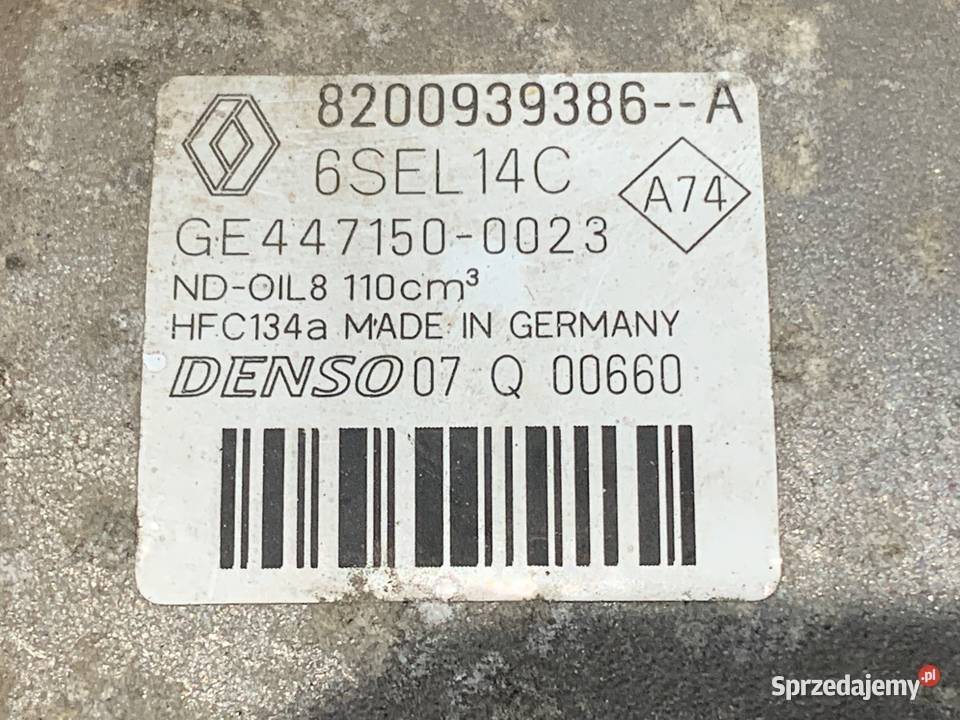 8200939386--A
6SEL14C
A74
GE447150-0023
ND-OIL8 110cm³
HFC134a MADE IN GERMANY
DENSO 07 Q 00660
Sprzedajemy.pl